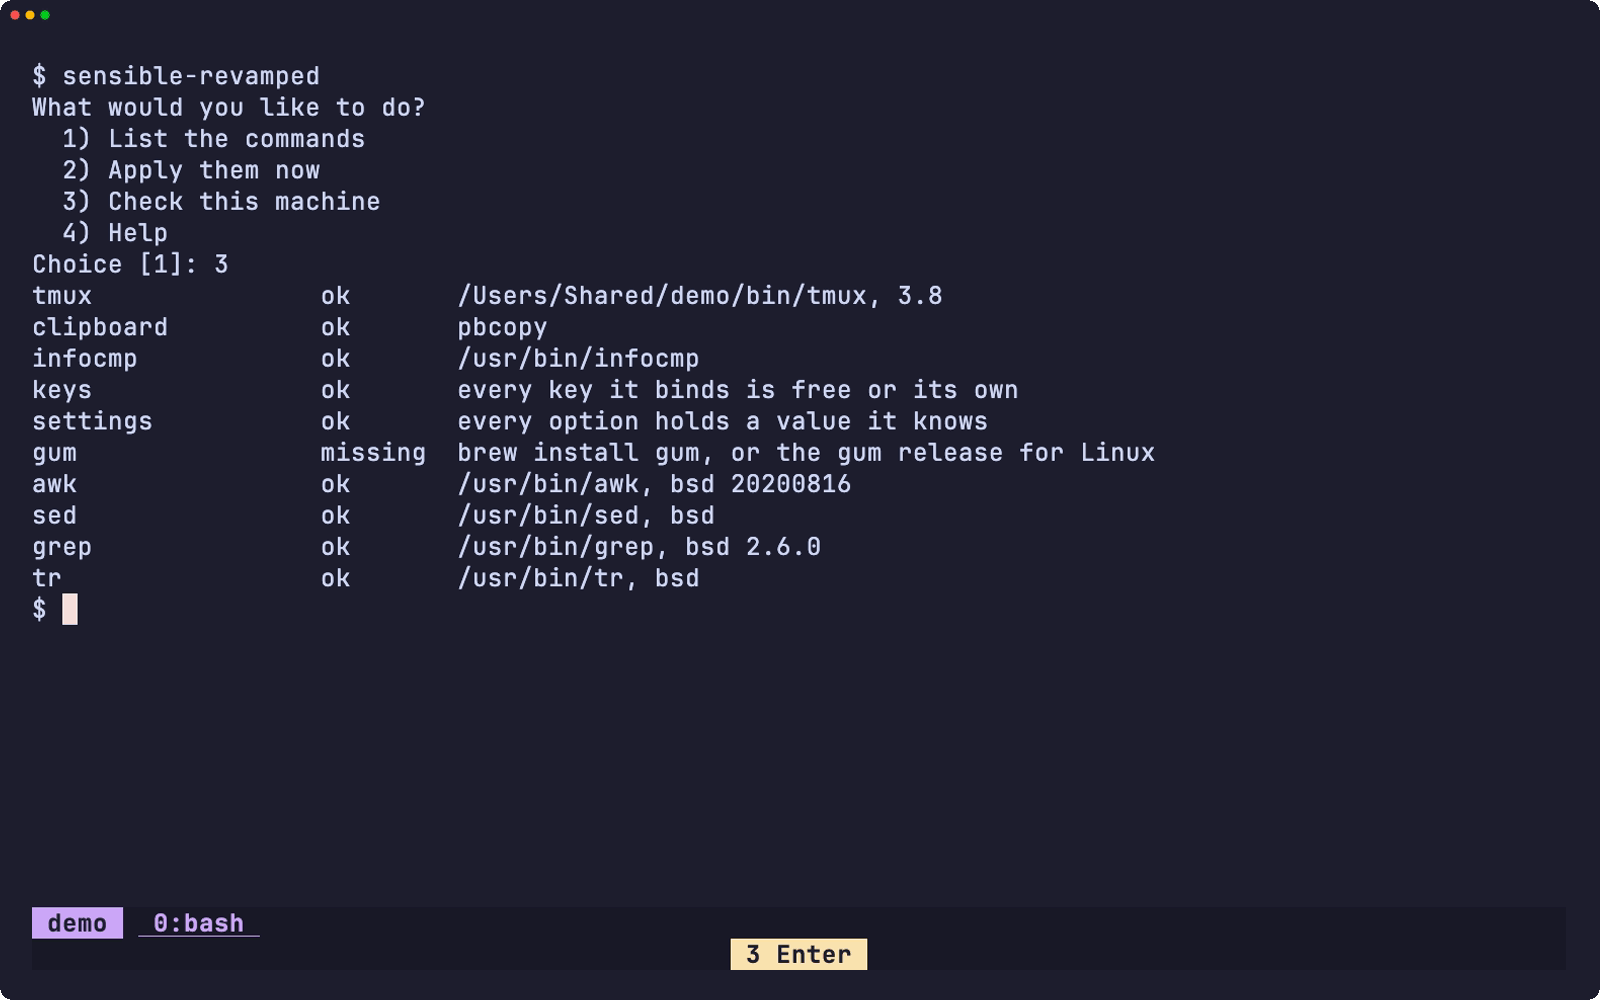 $ sensible-revamped
What would you like to do?
  1) List the commands
  2) Apply them now
  3) Check this machine
  4) Help
Choice [1]: 3
tmux               ok       /Users/Shared/demo/bin/tmux, 3.8
clipboard          ok       pbcopy
infocmp            ok       /usr/bin/infocmp
keys               ok       every key it binds is free or its own
settings           ok       every option holds a value it knows
gum                missing  brew install gum, or the gum release for Linux
awk                ok       /usr/bin/awk, bsd 20200816
sed                ok       /usr/bin/sed, bsd
grep               ok       /usr/bin/grep, bsd 2.6.0
tr                 ok       /usr/bin/tr, bsd
$
demo 0:bash
3 Enter